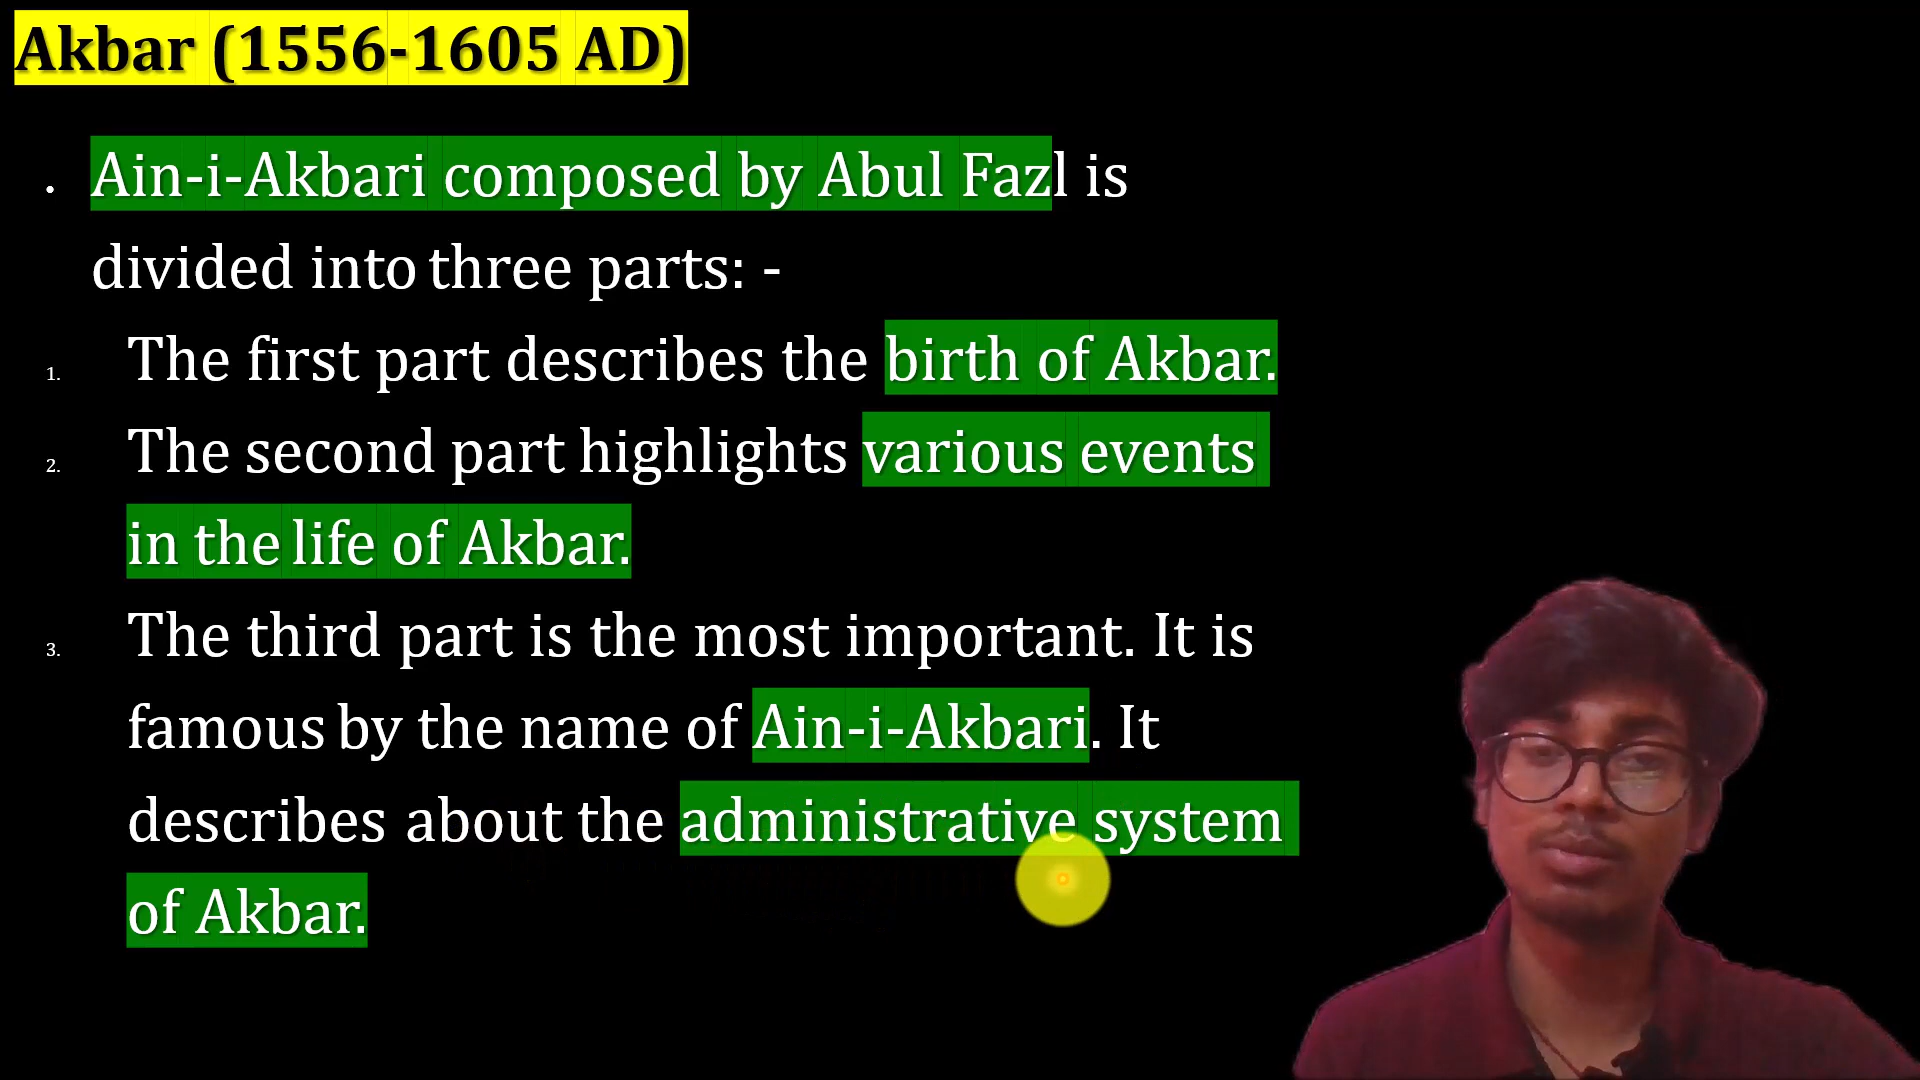 Akbar (1556-1605 AD)
• Ain-i-Akbari composed by Abul Fazl is
divided into three parts: -
1. The first part describes the birth of Akbar.
2. The second part highlights various events
in the life of Akbar.
3. The third part is the most important. It is
famous by the name of Ain-i-Akbari. It
describes about the administrative system
of Akbar.